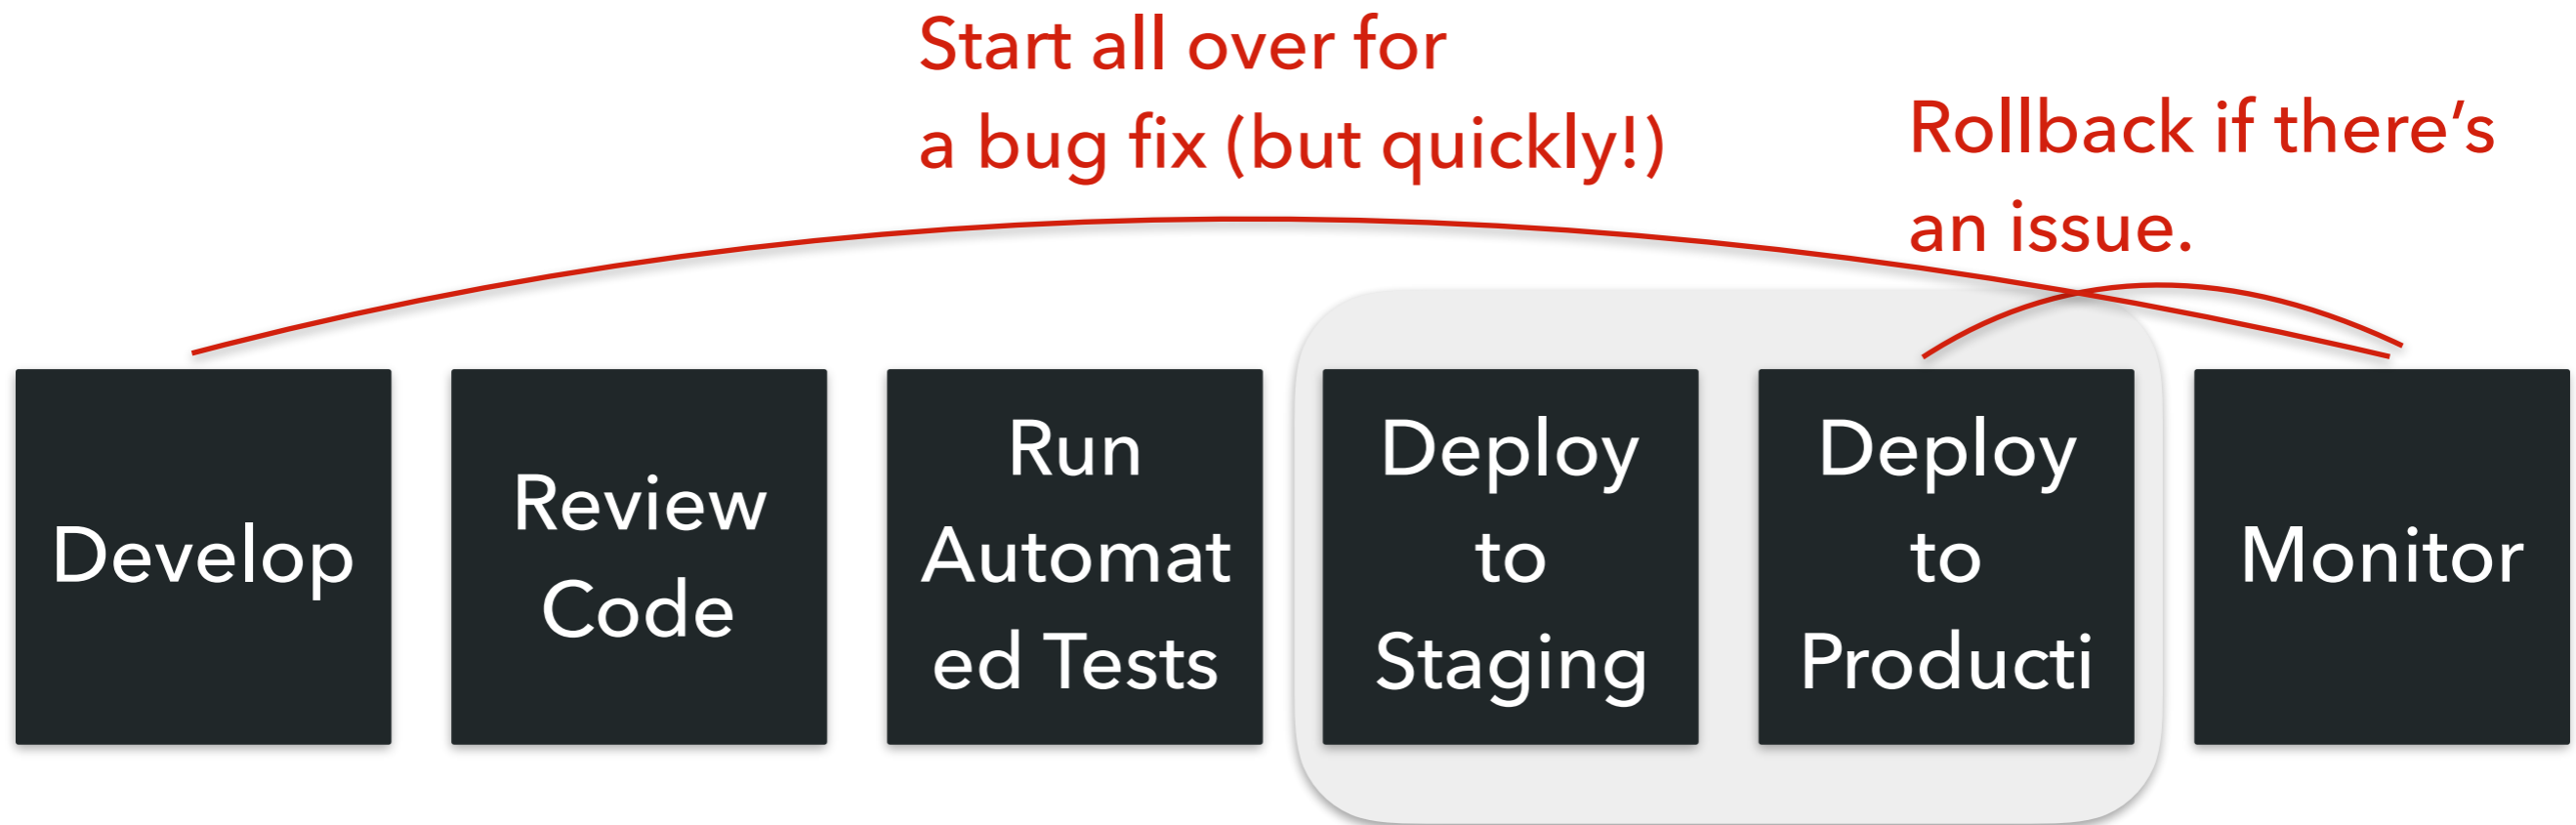 Start all over for
a bug fix (but quickly!)
Rollback if there’s
an issue.
Develop
Review
Code
Run
Automat
ed Tests
Deploy
to
Staging
Deploy
to
Producti
Monitor